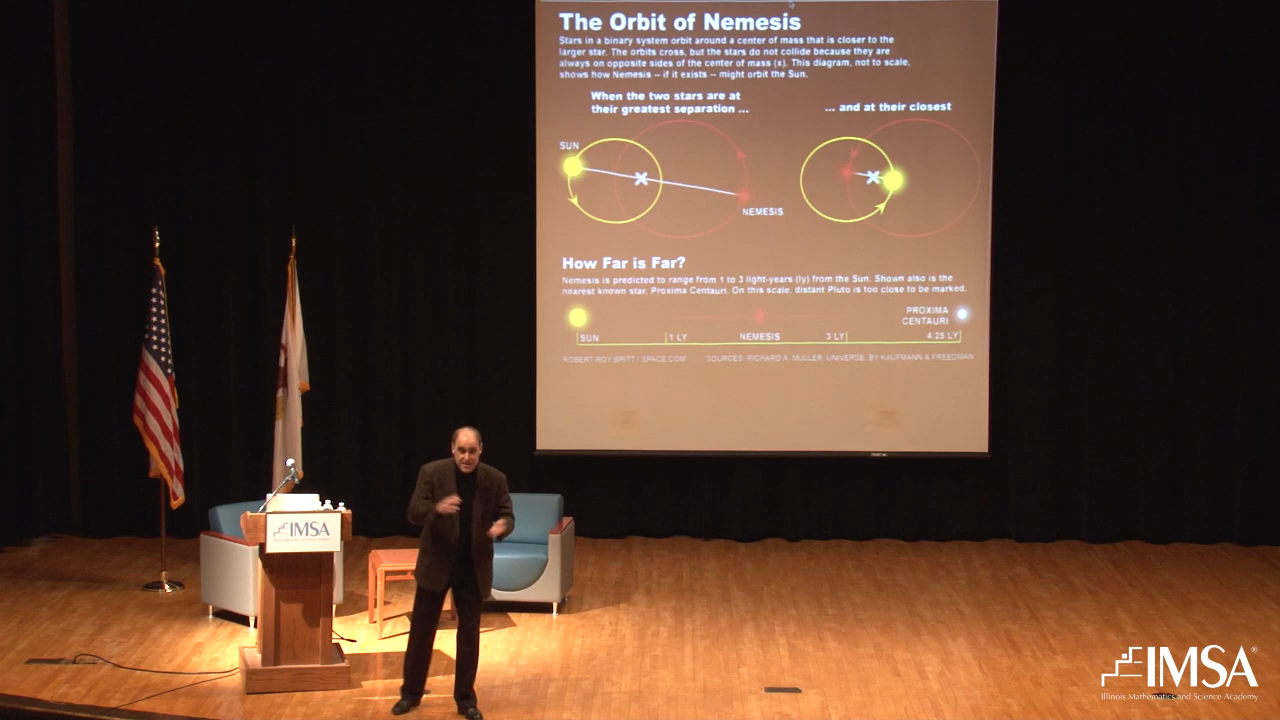 The Orbit of Nemesis
Stars in a binary system orbit around a center of mass that is closer to the
larger star. The orbits cross, but the stars do not collide because they are
always on opposite sides of the center of mass (x). This diagram, not to scale,
shows how Nemesis -- if it exists -- might orbit the Sun.
When the two stars are at
their greatest separation ...
... and at their closest
SUN
NEMESIS
How Far is Far?
Nemesis is predicted to range from 1 to 3 light-years (ly) from the Sun. Shown also is the
nearest known star, Proxima Centauri. On this scale, distant Pluto is too close to be marked.
PROXIMA
CENTAURI
SUN 1 LY NEMESIS 3 LY 4.25 LY
ROBERT ROY BRITT / SPACE.COM SOURCES: RICHARD A. MULLER; UNIVERSE, BY KAUFMANN & FREEDMAN
IMSA
IMSA®
Illinois Mathematics and Science Academy